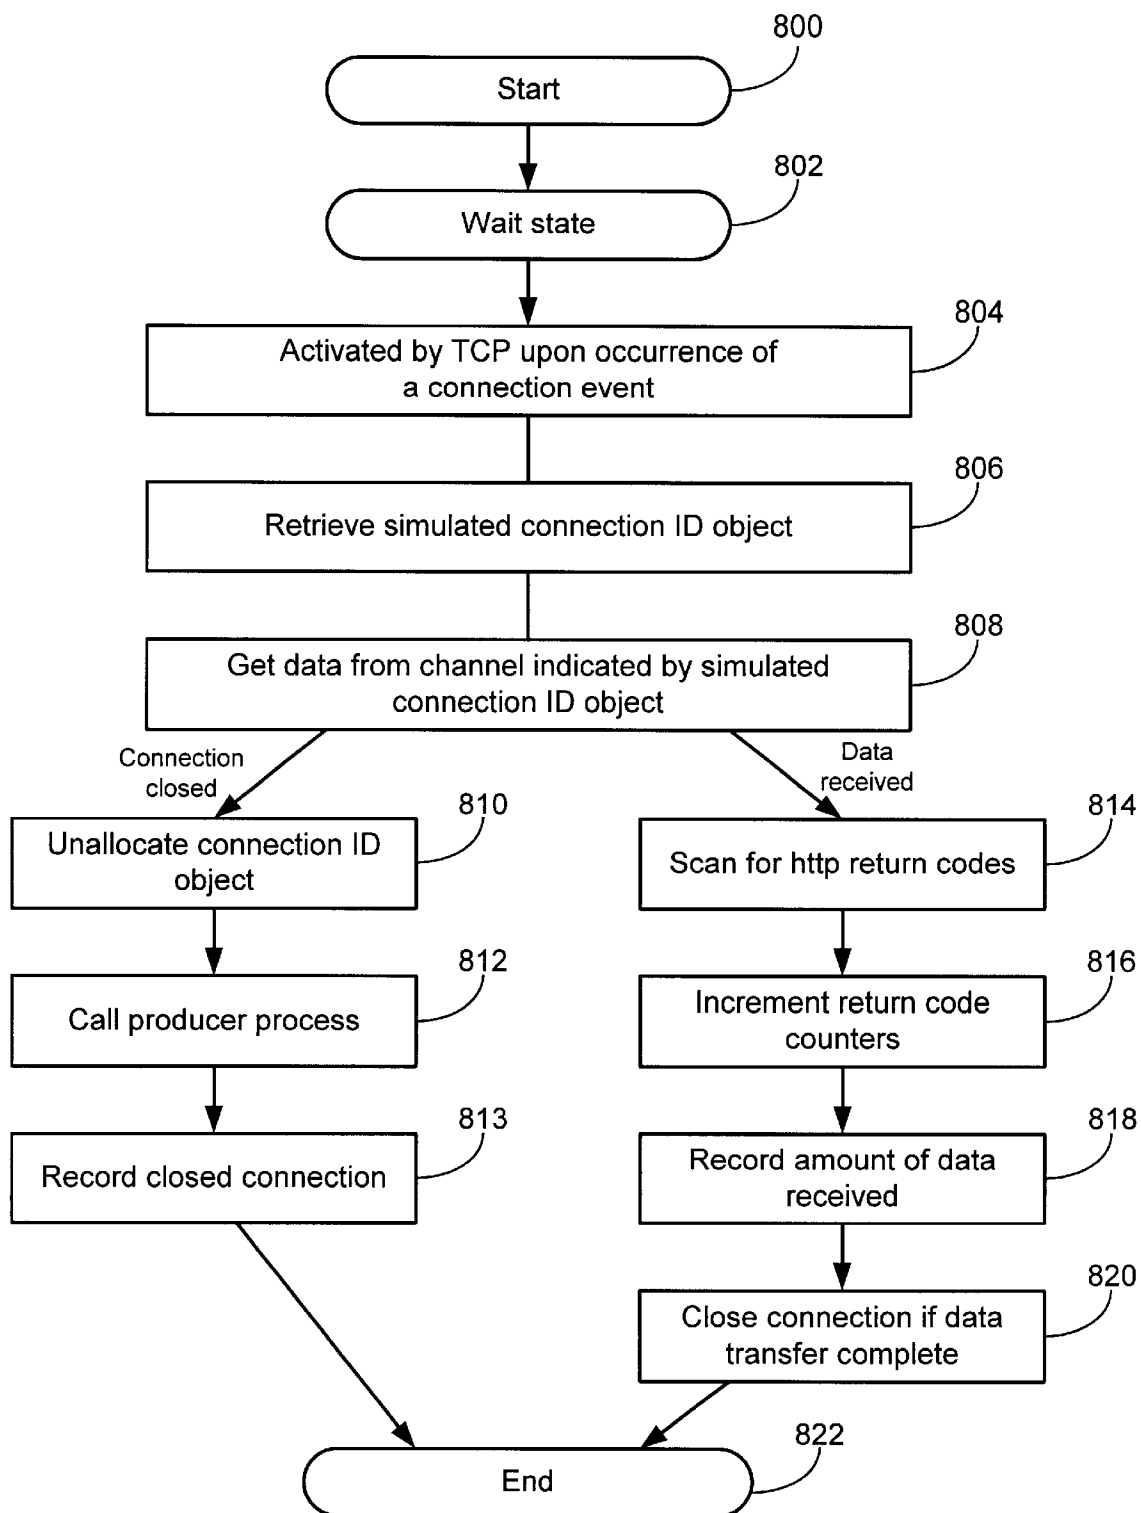 800
Start
802
Wait state
804
Activated by TCP upon occurrence of
a connection event
806
Retrieve simulated connection ID object
808
Get data from channel indicated by simulated
connection ID object
Connection
closed
Data
received
810
Unallocate connection ID
object
814
Scan for http return codes
812
Call producer process
816
Increment return code
counters
813
Record closed connection
818
Record amount of data
received
820
Close connection if data
transfer complete
822
End